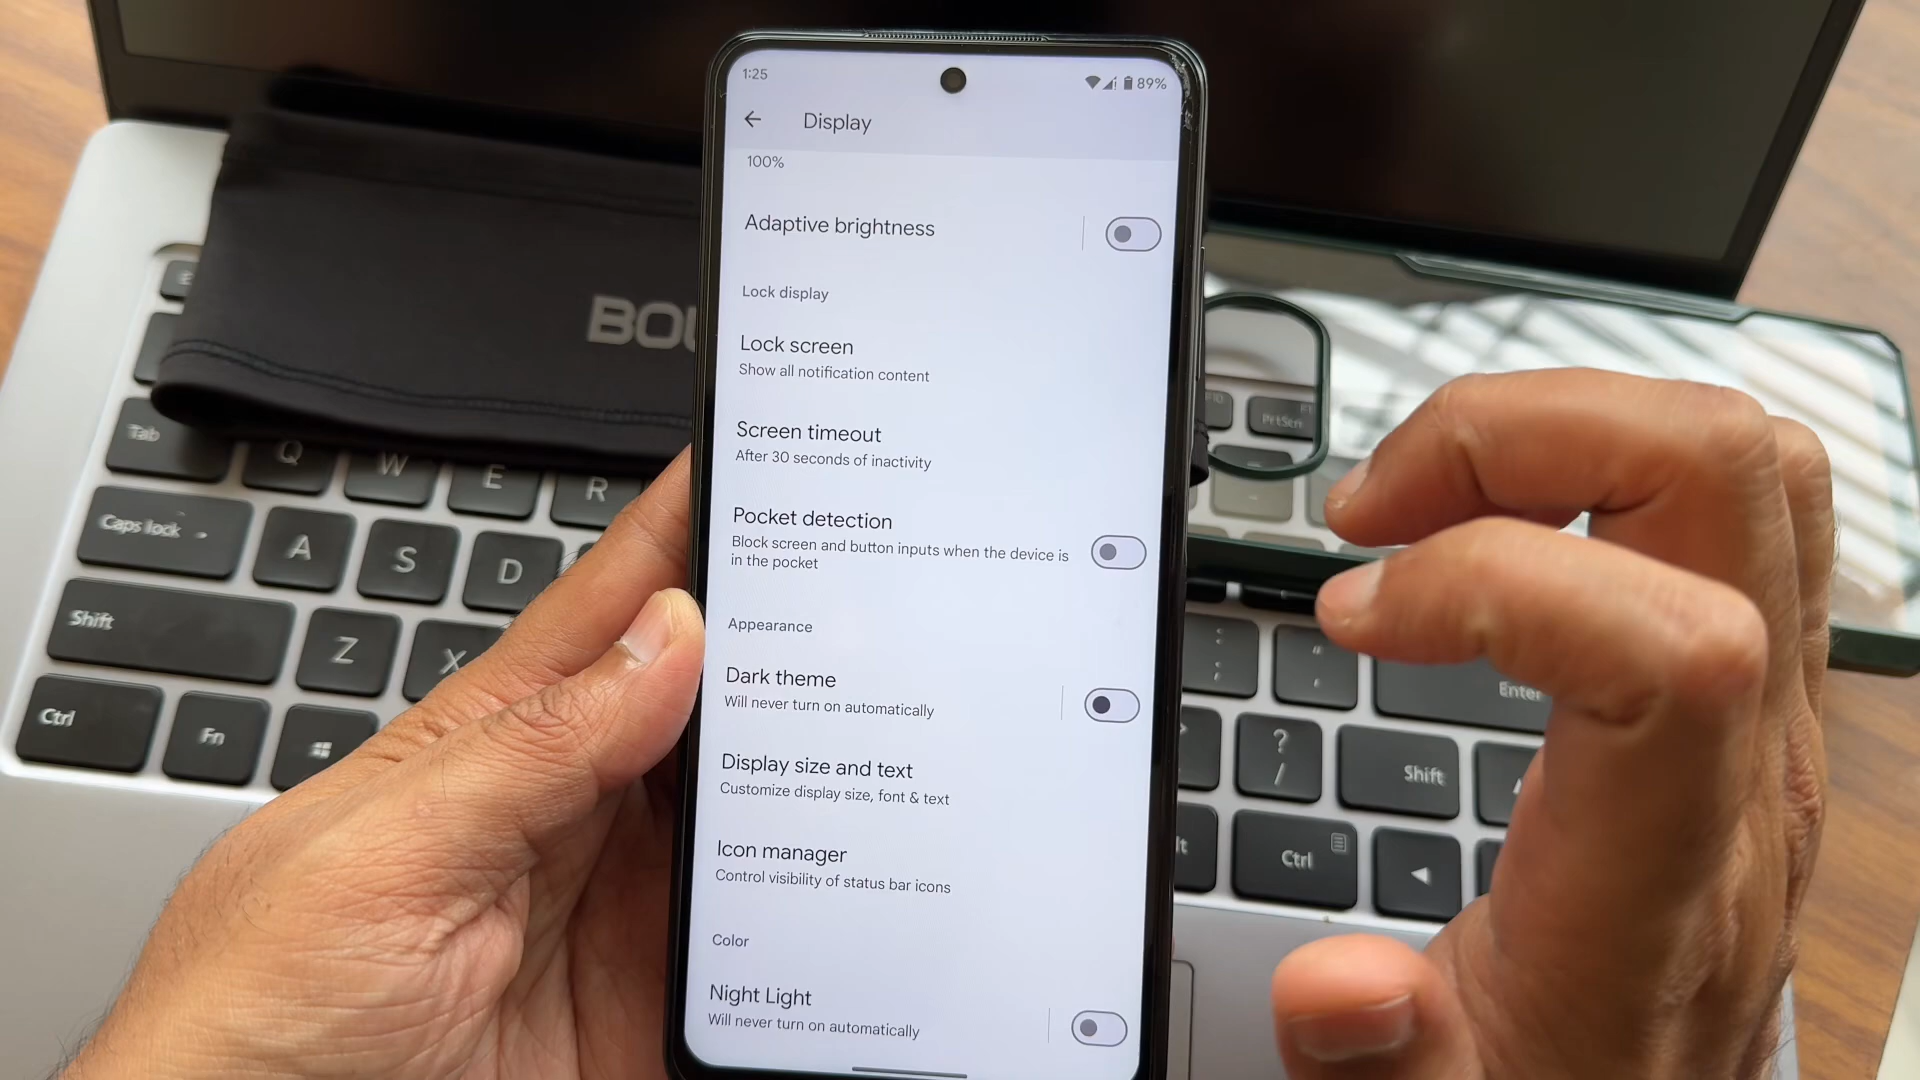 1:25
89%
Display
100%
Adaptive brightness
Lock display
Lock screen
Show all notification content
Screen timeout
After 30 seconds of inactivity
Pocket detection
Block screen and button inputs when the device is
in the pocket
Appearance
Dark theme
Will never turn on automatically
Display size and text
Customize display size, font & text
Icon manager
Control visibility of status bar icons
Color
Night Light
Will never turn on automatically
PrtScn
Tab
Q
W
E
R
Caps lock
A
S
D
Enter
Shift
Z
X
?
/
Shift
Ctrl
Fn
Ctrl